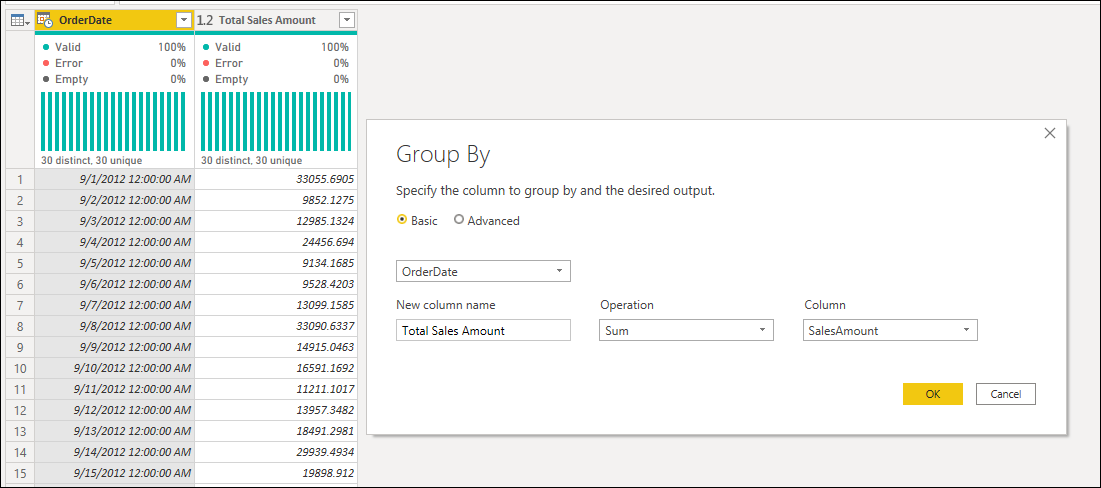 OrderDate 1.2 Total Sales Amount
Valid 100% Valid 100%
Error 0% Error 0%
Empty 0% Empty 0%
30 distinct, 30 unique 30 distinct, 30 unique
1 9/1/2012 12:00:00 AM 33055.6905
2 9/2/2012 12:00:00 AM 9852.1275
3 9/3/2012 12:00:00 AM 12985.1324
4 9/4/2012 12:00:00 AM 24456.694
5 9/5/2012 12:00:00 AM 9134.1685
6 9/6/2012 12:00:00 AM 9528.4203
7 9/7/2012 12:00:00 AM 13099.1585
8 9/8/2012 12:00:00 AM 33090.6337
9 9/9/2012 12:00:00 AM 14915.0463
10 9/10/2012 12:00:00 AM 16591.1692
11 9/11/2012 12:00:00 AM 11211.1017
12 9/12/2012 12:00:00 AM 13957.3482
13 9/13/2012 12:00:00 AM 18491.2981
14 9/14/2012 12:00:00 AM 29939.4934
15 9/15/2012 12:00:00 AM 19898.912
Group By
Specify the column to group by and the desired output.
Basic Advanced
OrderDate
New column name Operation Column
Total Sales Amount Sum SalesAmount
OK Cancel